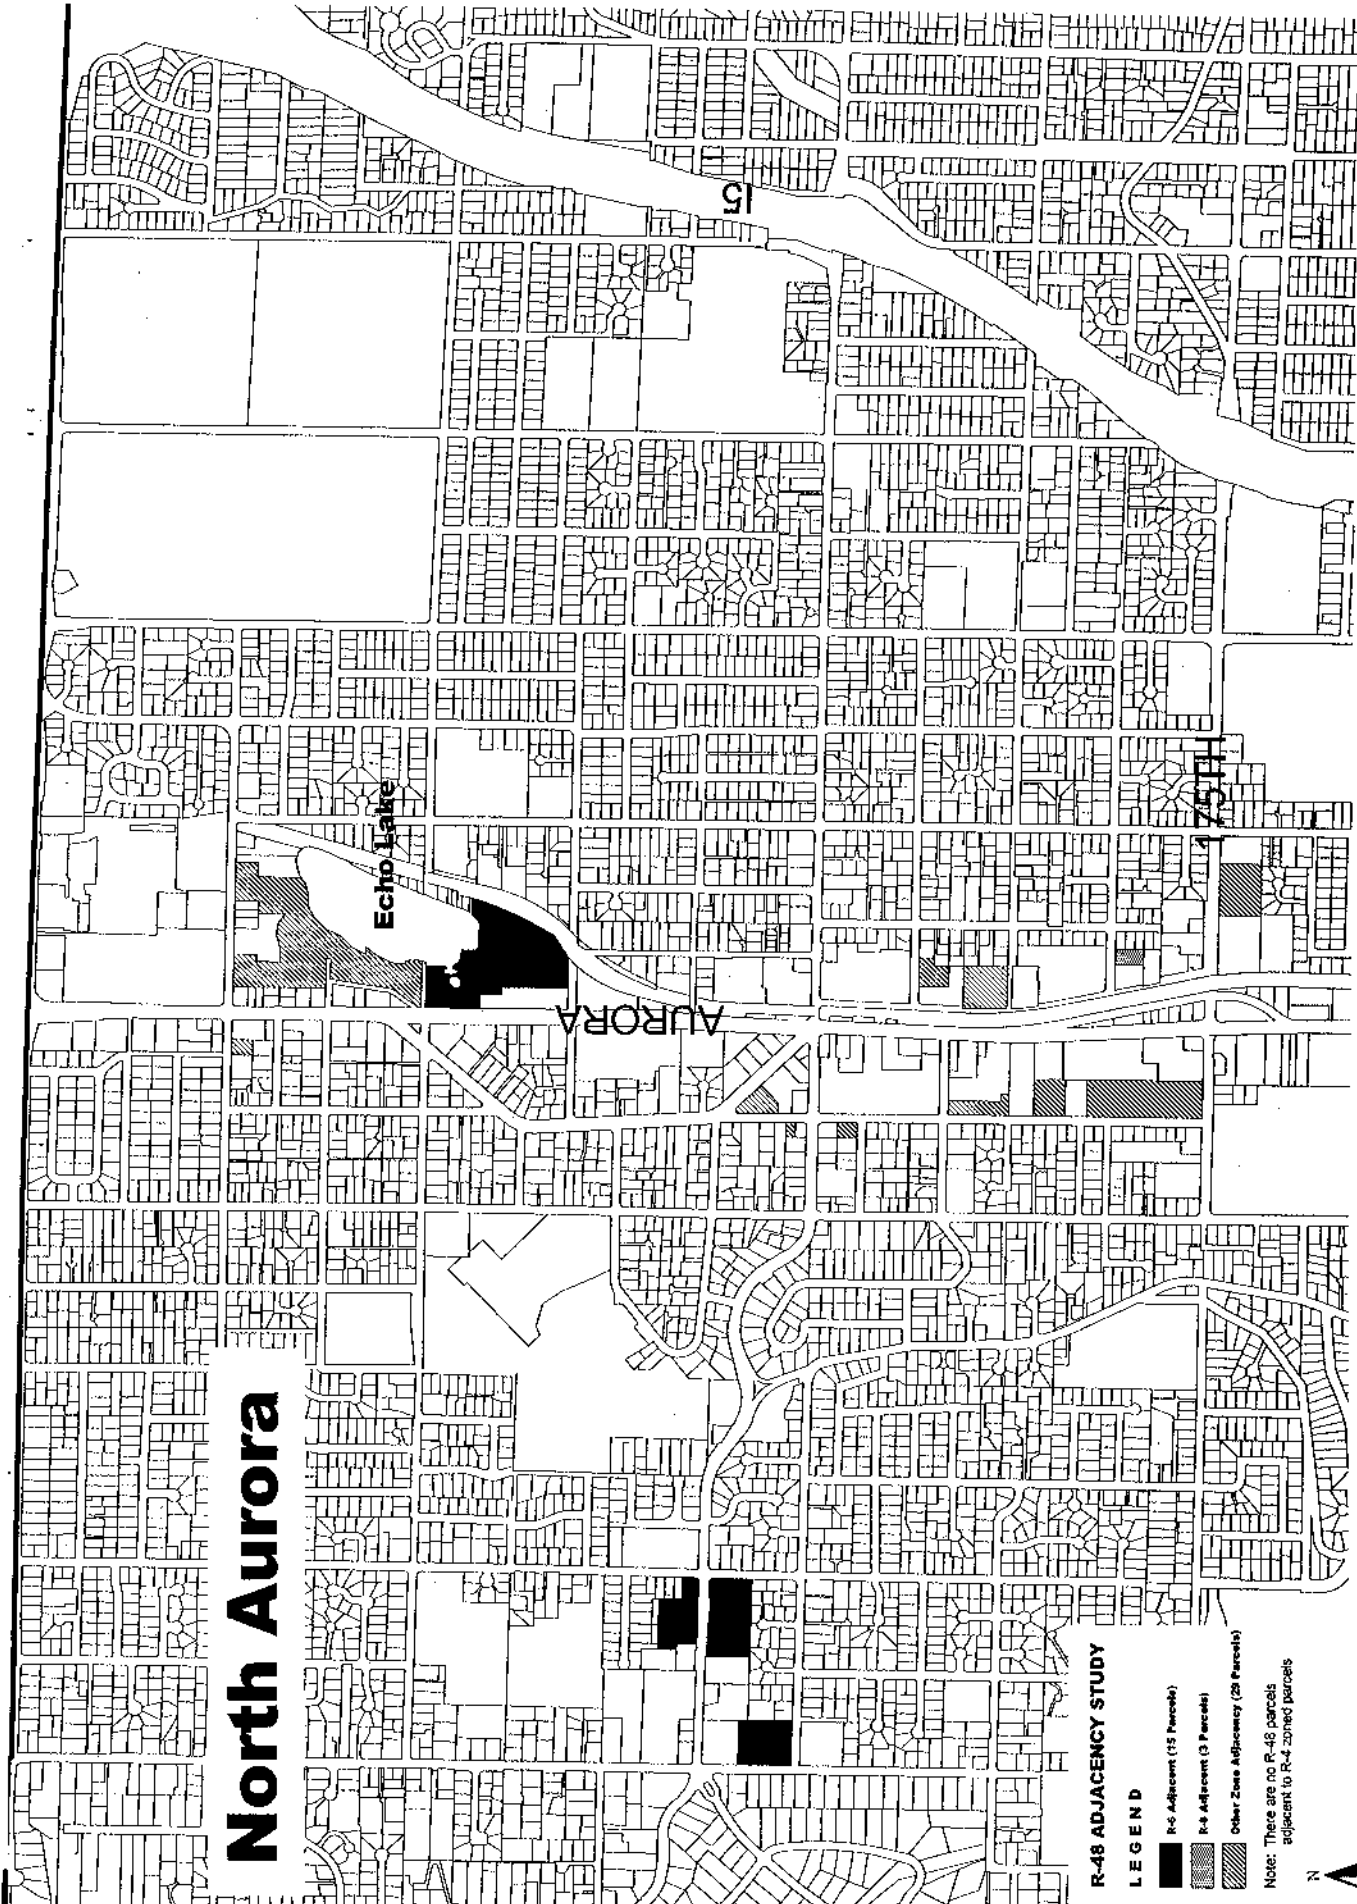 North Aurora
I5
Echo Lake
AURORA
175TH
R-48 ADJACENCY STUDY
LEGEND
R-6 Adjacent (15 Parcels)
R-8 Adjacent (3 Parcels)
Other Zone Adjacency (29 Parcels)
Note: There are no R-48 parcels
adjacent to R-4 zoned parcels
N